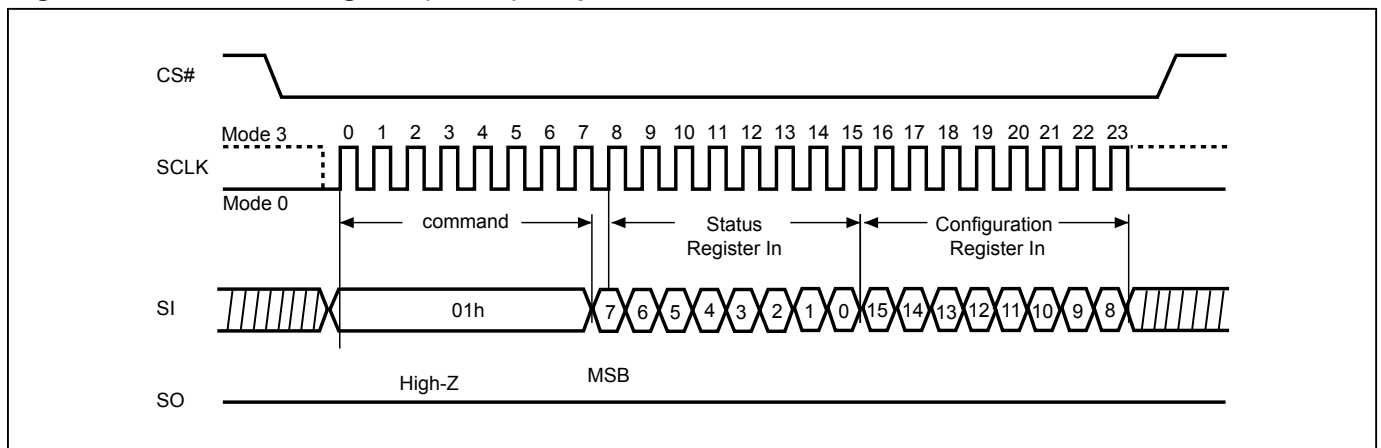 CS#
Mode 3
0 1 2 3 4 5 6 7 8 9 10 11 12 13 14 15 16 17 18 19 20 21 22 23
SCLK
Mode 0
command
Status
Register In
Configuration
Register In
SI
01h
7 6 5 4 3 2 1 0 15 14 13 12 11 10 9 8
High-Z
MSB
SO